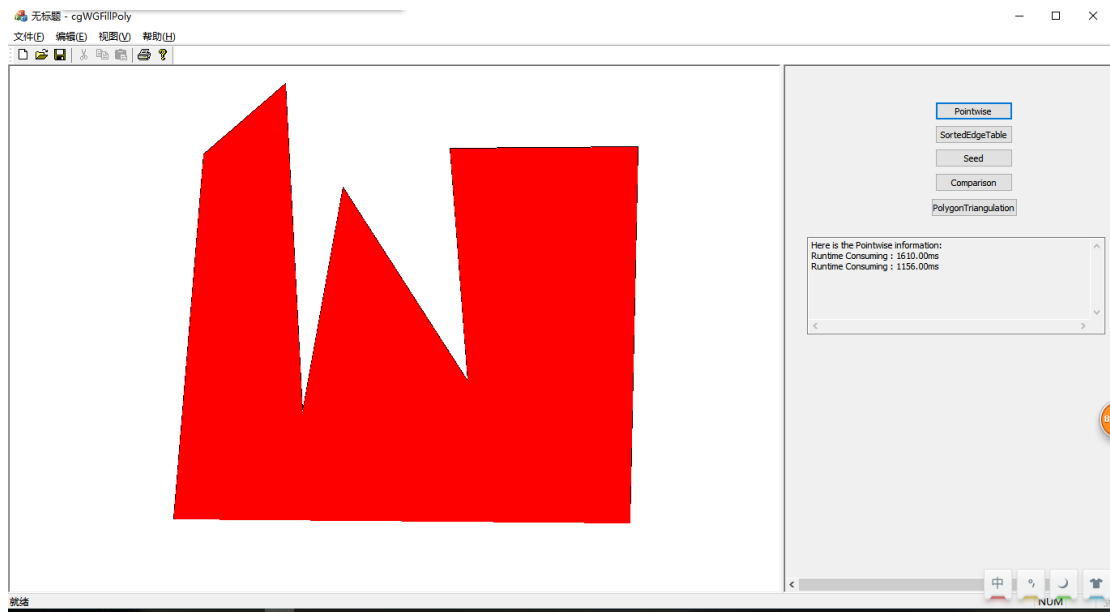 无标题 - cgWGFillPoly
文件(F) 编辑(E) 视图(V) 帮助(H)
Pointwise
SortedEdgeTable
Seed
Comparison
PolygonTriangulation
Here is the Pointwise information:
Runtime Consuming : 1610.00ms
Runtime Consuming : 1156.00ms
中
就绪
NUM